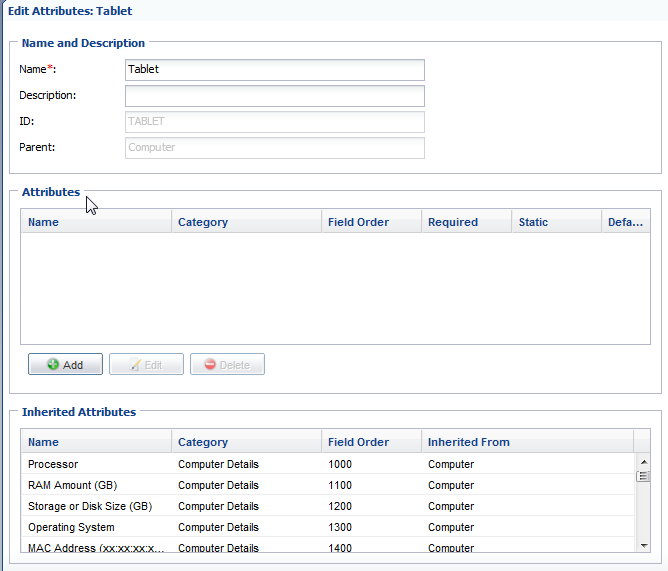 Edit Attributes: Tablet
Name and Description
Name*: Tablet
Description:
ID: TABLET
Parent: Computer
Attributes
Name Category Field Order Required Static Defa...
Add Edit Delete
Inherited Attributes
Name Category Field Order Inherited From
Processor Computer Details 1000 Computer
RAM Amount (GB) Computer Details 1100 Computer
Storage or Disk Size (GB) Computer Details 1200 Computer
Operating System Computer Details 1300 Computer
MAC Address (xx:xx:xx:x... Computer Details 1400 Computer